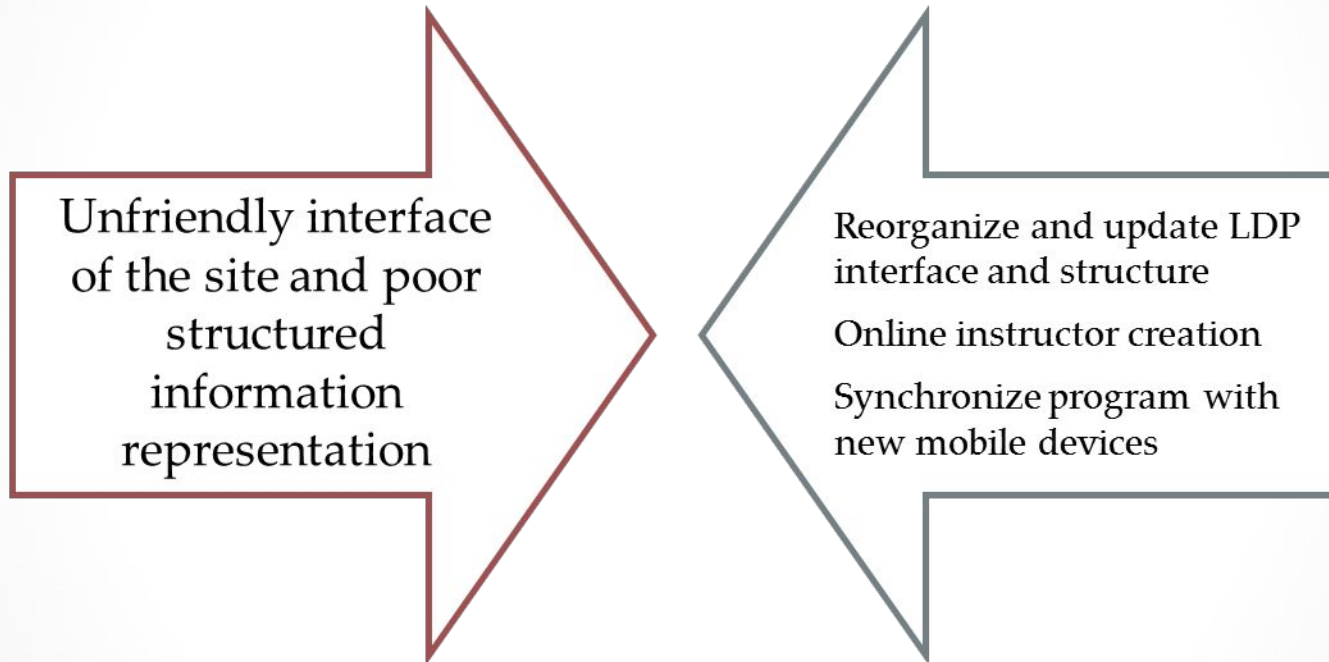 Unfriendly interface
of the site and poor
structured
information
representation
Reorganize and update LDP
interface and structure
Online instructor creation
Synchronize program with
new mobile devices